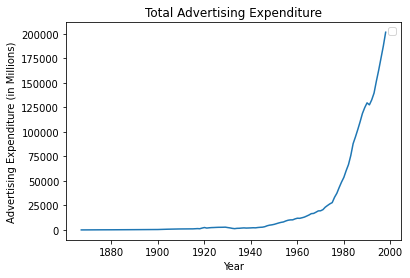 Total Advertising Expenditure
Advertising Expenditure (in Millions)
200000
175000
150000
125000
100000
75000
50000
25000
0
1880 1900 1920 1940 1960 1980 2000
Year